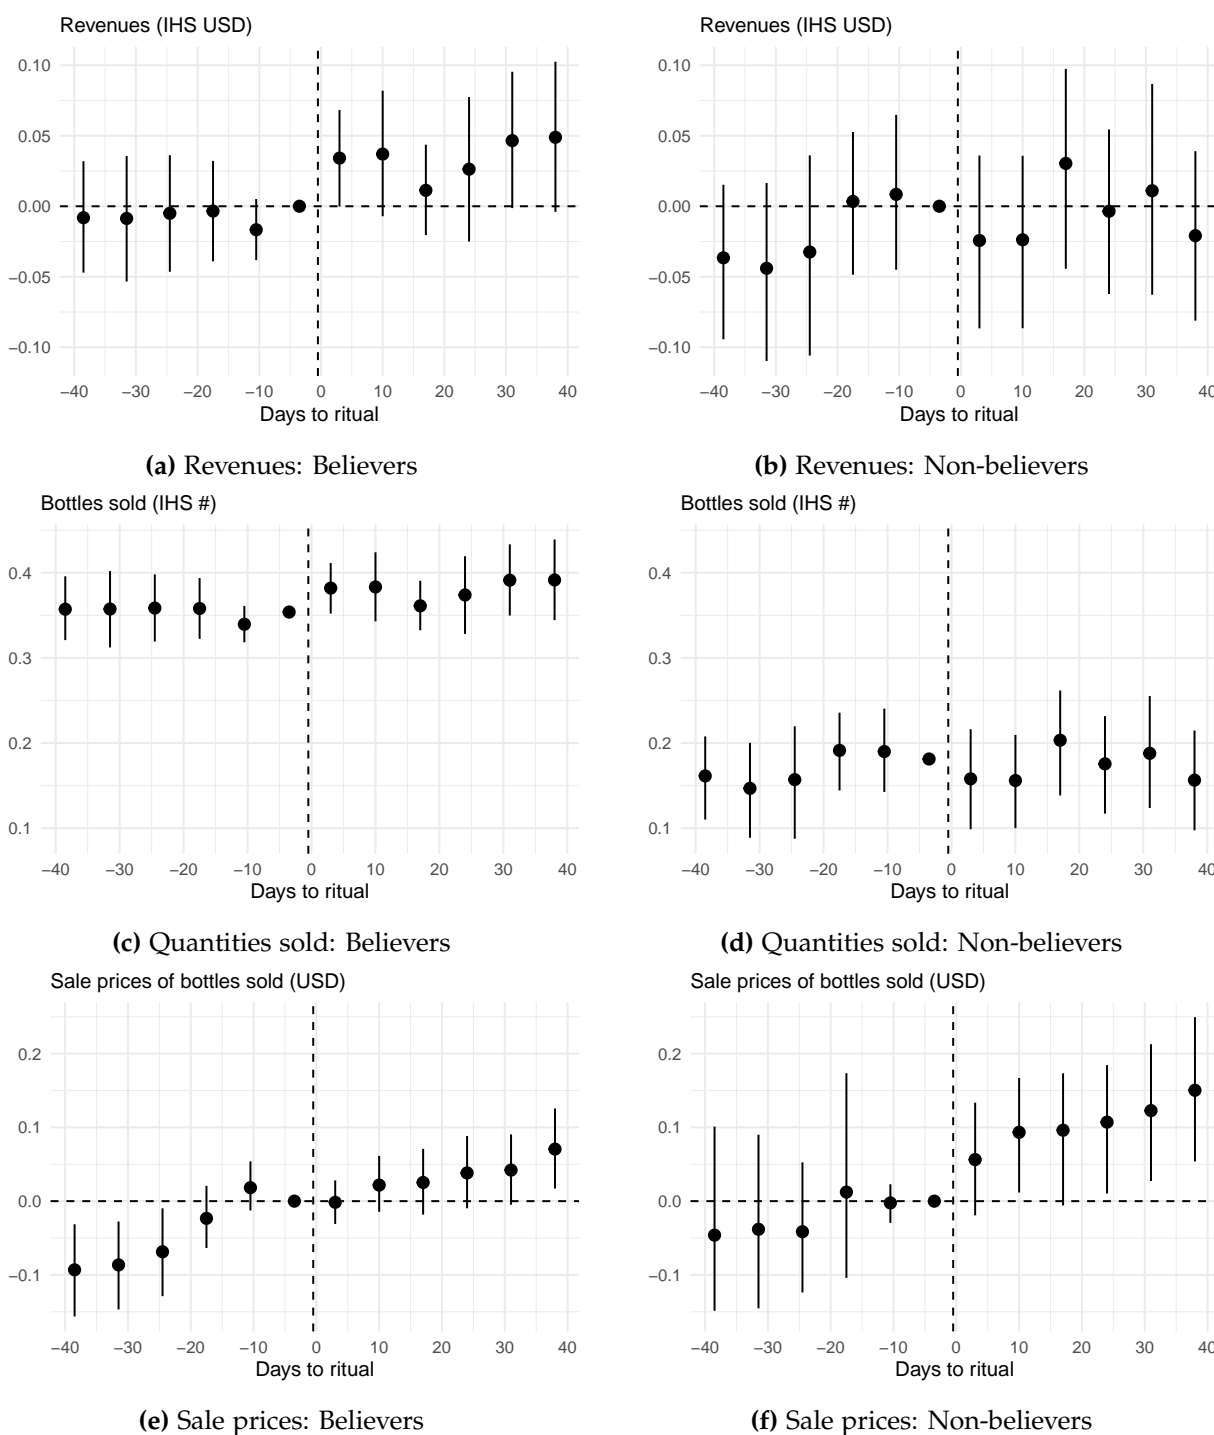 Revenues (IHS USD)
0.10
0.05
0.00
−0.05
−0.10
−40 −30 −20 −10 0 10 20 30 40
Days to ritual
(a) Revenues: Believers
Revenues (IHS USD)
0.10
0.05
0.00
−0.05
−0.10
−40 −30 −20 −10 0 10 20 30 40
Days to ritual
(b) Revenues: Non-believers
Bottles sold (IHS #)
0.4
0.3
0.2
0.1
−40 −30 −20 −10 0 10 20 30 40
Days to ritual
(c) Quantities sold: Believers
Bottles sold (IHS #)
0.4
0.3
0.2
0.1
−40 −30 −20 −10 0 10 20 30 40
Days to ritual
(d) Quantities sold: Non-believers
Sale prices of bottles sold (USD)
0.2
0.1
0.0
−0.1
−40 −30 −20 −10 0 10 20 30 40
Days to ritual
(e) Sale prices: Believers
Sale prices of bottles sold (USD)
0.2
0.1
0.0
−0.1
−40 −30 −20 −10 0 10 20 30 40
Days to ritual
(f) Sale prices: Non-believers